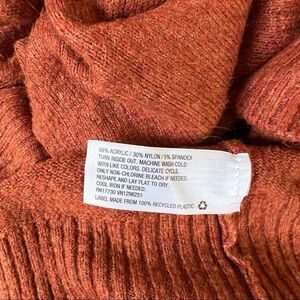 55% ACRYLIC / 30% NYLON / 5% SPANDEX
TURN INSIDE OUT. MACHINE WASH COLD
WITH LIKE COLORS. DELICATE CYCLE.
ONLY NON-CHLORINE BLEACH IF NEEDED.
RESHAPE AND LAY FLAT TO DRY.
COOL IRON IF NEEDED.
RN17730 VN1298251
LABEL MADE FROM 100% RECYCLED PLASTIC